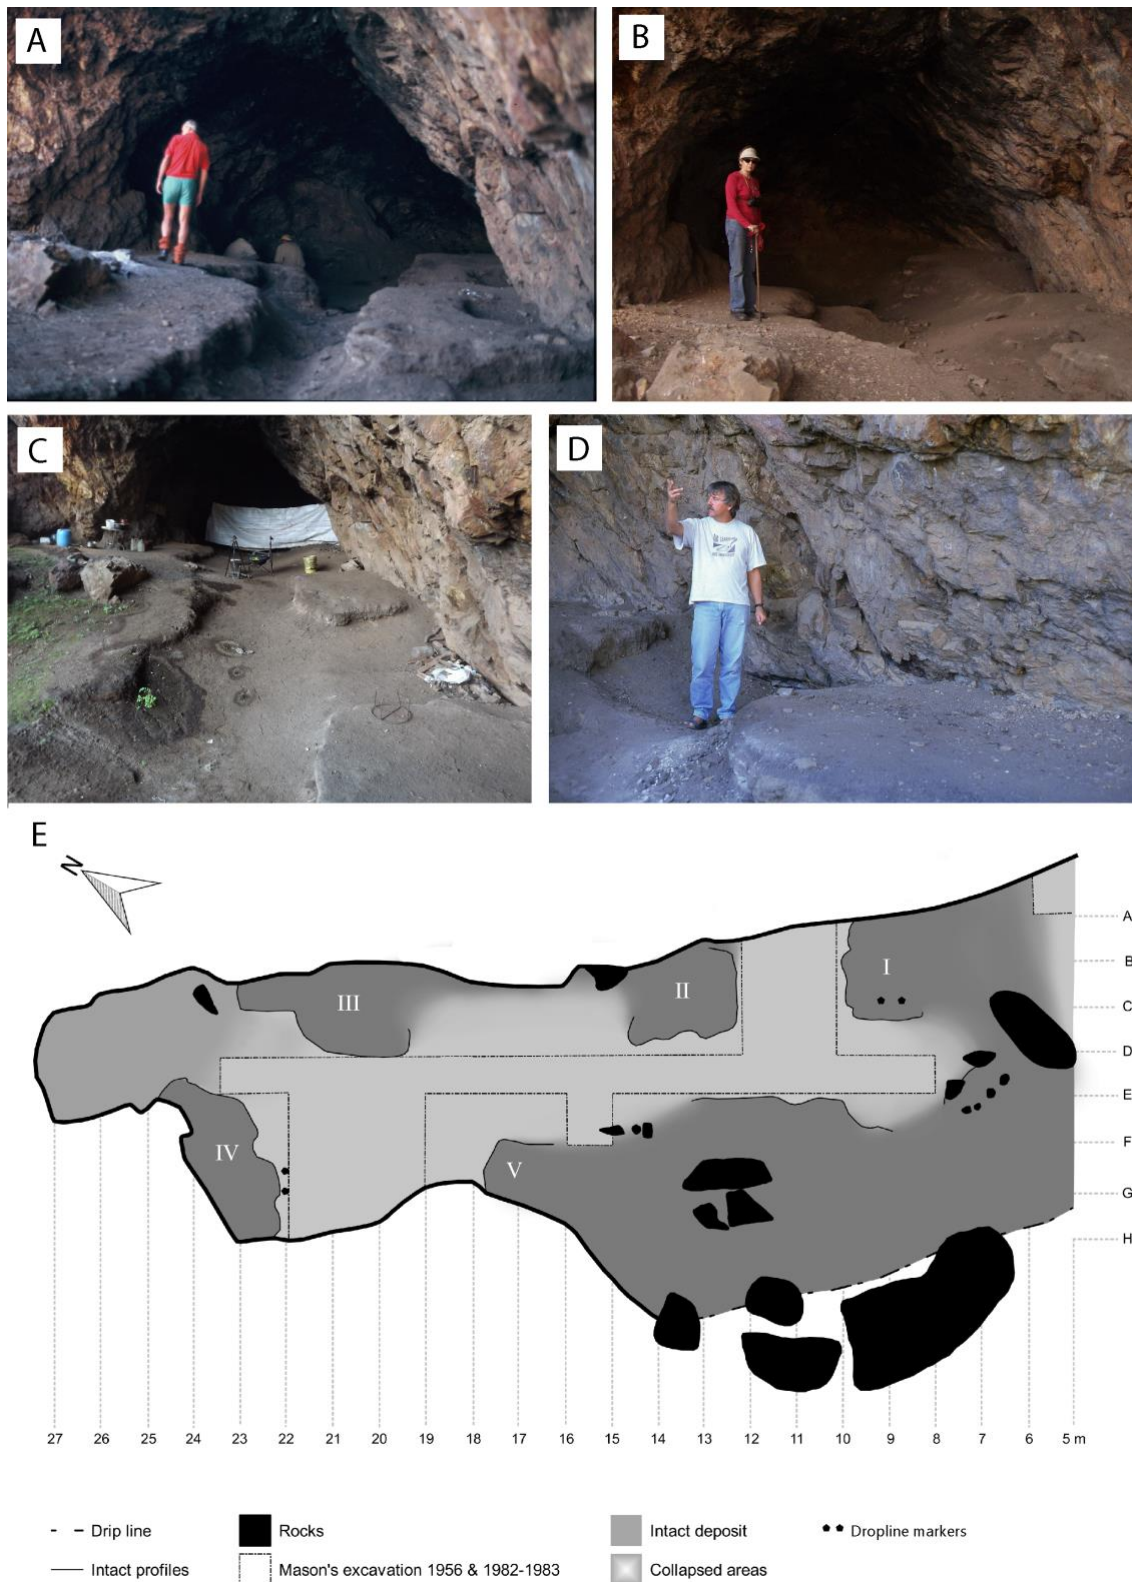 A
B
C
D
E
N
A
B
I
II
III
C
D
E
IV
V
F
G
H
27 26 25 24 23 22 21 20 19 18 17 16 15 14 13 12 11 10 9 8 7 6 5 m
Drip line
Rocks
Intact deposit
Dropline markers
Intact profiles
Mason's excavation 1956 & 1982-1983
Collapsed areas